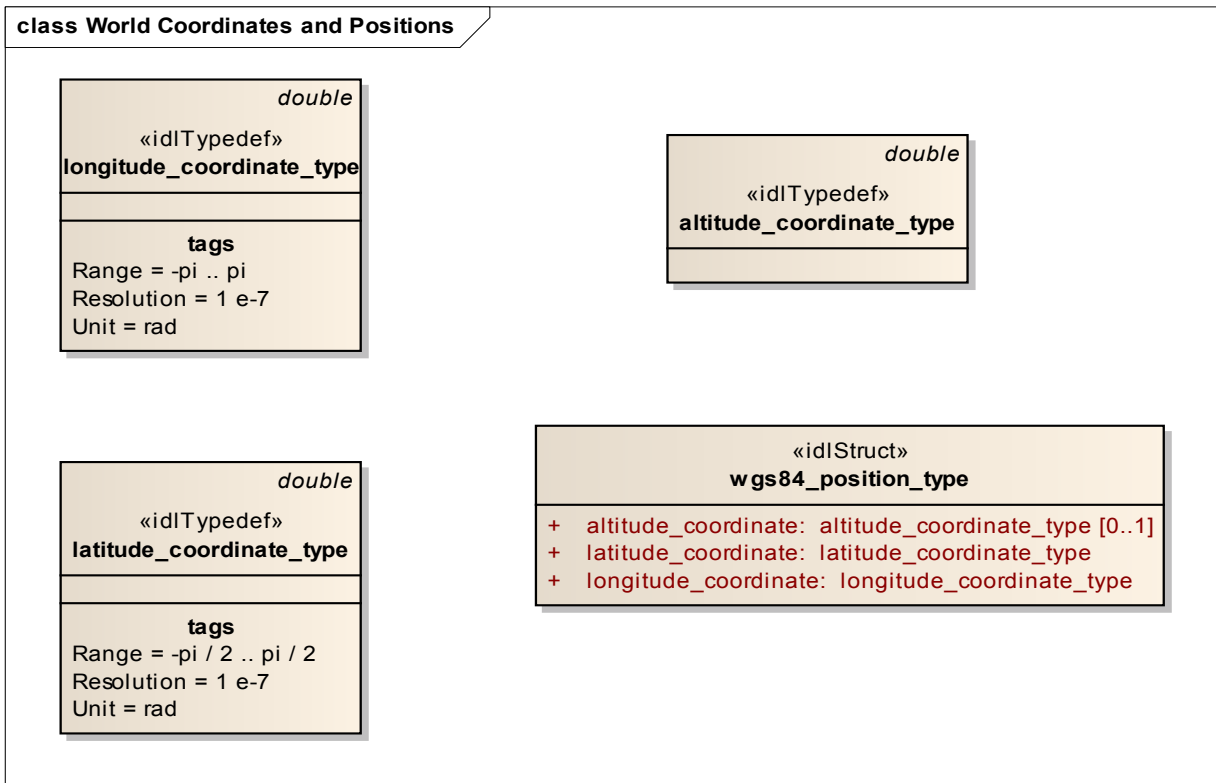 class World Coordinates and Positions
double
«idlTypedef»
longitude_coordinate_type
tags
Range = -pi .. pi
Resolution = 1 e-7
Unit = rad
double
«idlTypedef»
altitude_coordinate_type
double
«idlTypedef»
latitude_coordinate_type
tags
Range = -pi / 2 .. pi / 2
Resolution = 1 e-7
Unit = rad
«idlStruct»
wgs84_position_type
+ altitude_coordinate: altitude_coordinate_type [0..1]
+ latitude_coordinate: latitude_coordinate_type
+ longitude_coordinate: longitude_coordinate_type